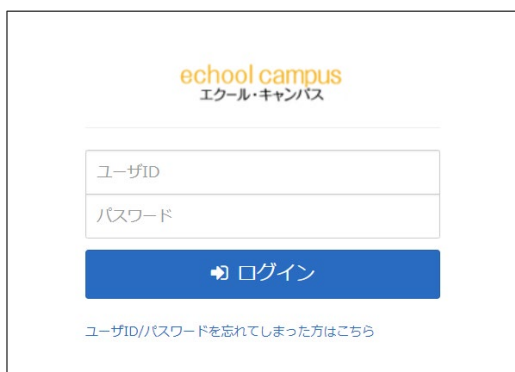 echool campus
エクール・キャンパス
ユーザID
パスワード
ログイン
ユーザID/パスワードを忘れてしまった方はこちら